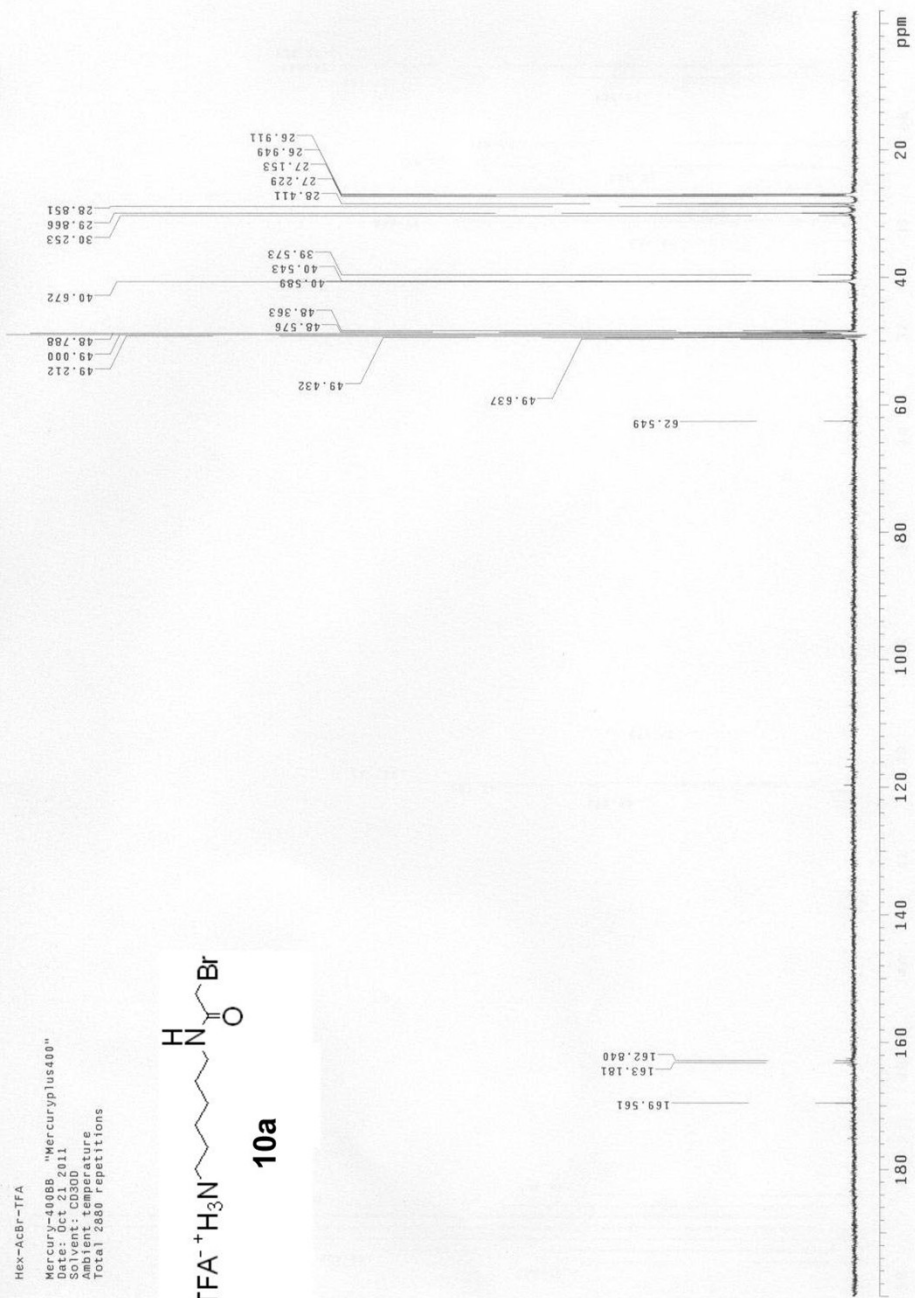 Hex-AcBr-TFA
Mercury-400BB "Mercuryplus400"
Date: Oct 21 2011
Solvent: CD3OD
Ambient temperature
Total 2880 repetitions
TFA- +H3N
H
N
O
Br
10a
169.561
163.181
162.840
62.549
49.637
49.432
49.212
49.000
48.788
48.576
48.363
40.672
40.589
40.543
39.573
30.253
29.866
28.851
28.411
27.229
27.153
26.949
26.911
180
160
140
120
100
80
60
40
20
ppm